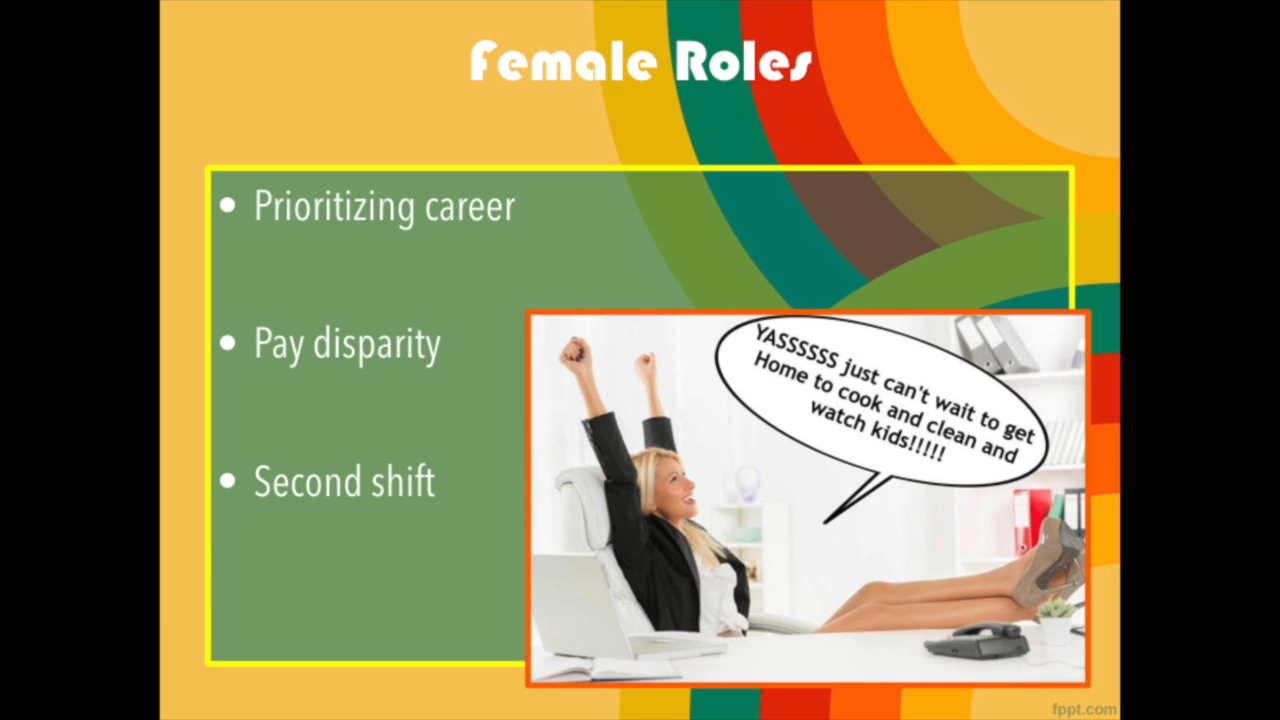 Female Roles
Prioritizing career
Pay disparity
Second shift
YASSSSSS just can't wait to get
Home to cook and clean and
watch kids!!!!!
fppt.com